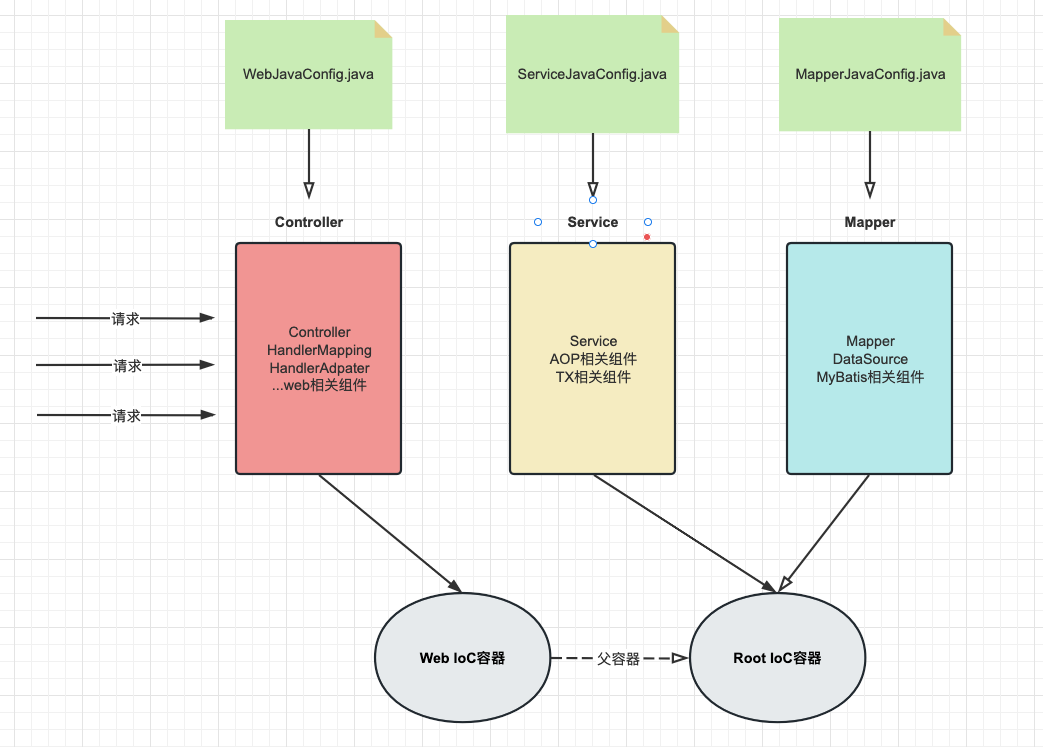 WebJavaConfig.java
ServiceJavaConfig.java
MapperJavaConfig.java
Controller
Service
Mapper
请求
请求
请求
Controller
HandlerMapping
HandlerAdpater
...web相关组件
Service
AOP相关组件
TX相关组件
Mapper
DataSource
MyBatis相关组件
Web IoC容器
父容器
Root IoC容器